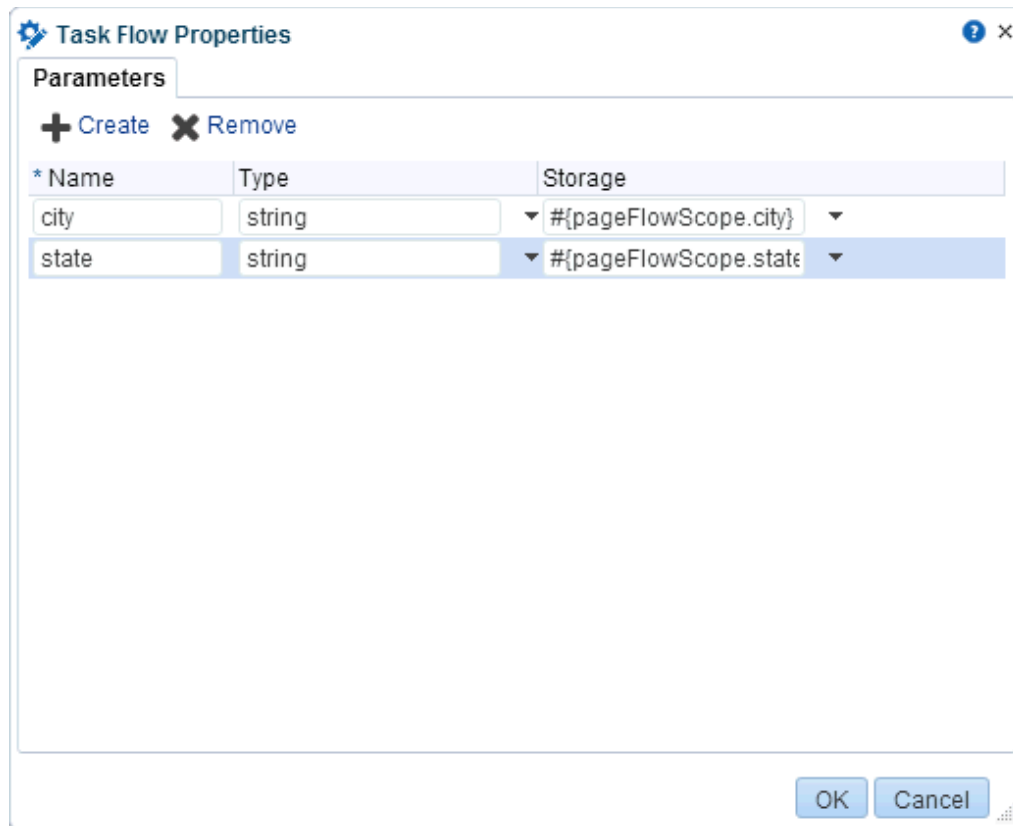 Task Flow Properties
Parameters
Create Remove
* Name Type Storage
city string #{pageFlowScope.city}
state string #{pageFlowScope.state
OK Cancel